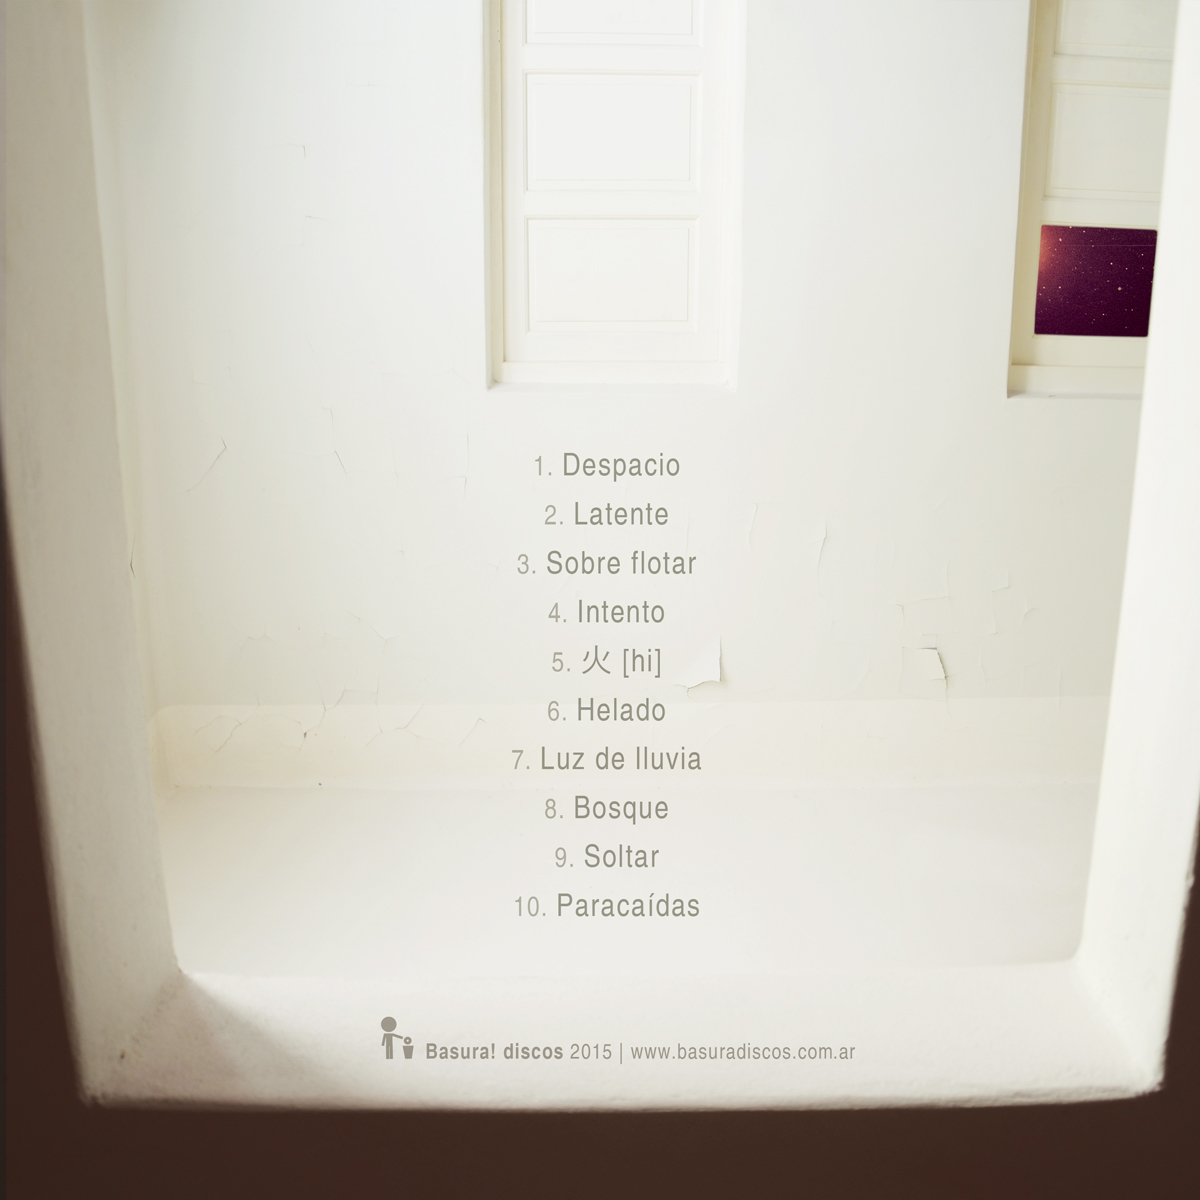 1. Despacio
2. Latente
3. Sobre flotar
4. Intento
5. 火 [hi]
6. Helado
7. Luz de lluvia
8. Bosque
9. Soltar
10. Paracaídas
Basura! discos 2015 | www.basuradiscos.com.ar